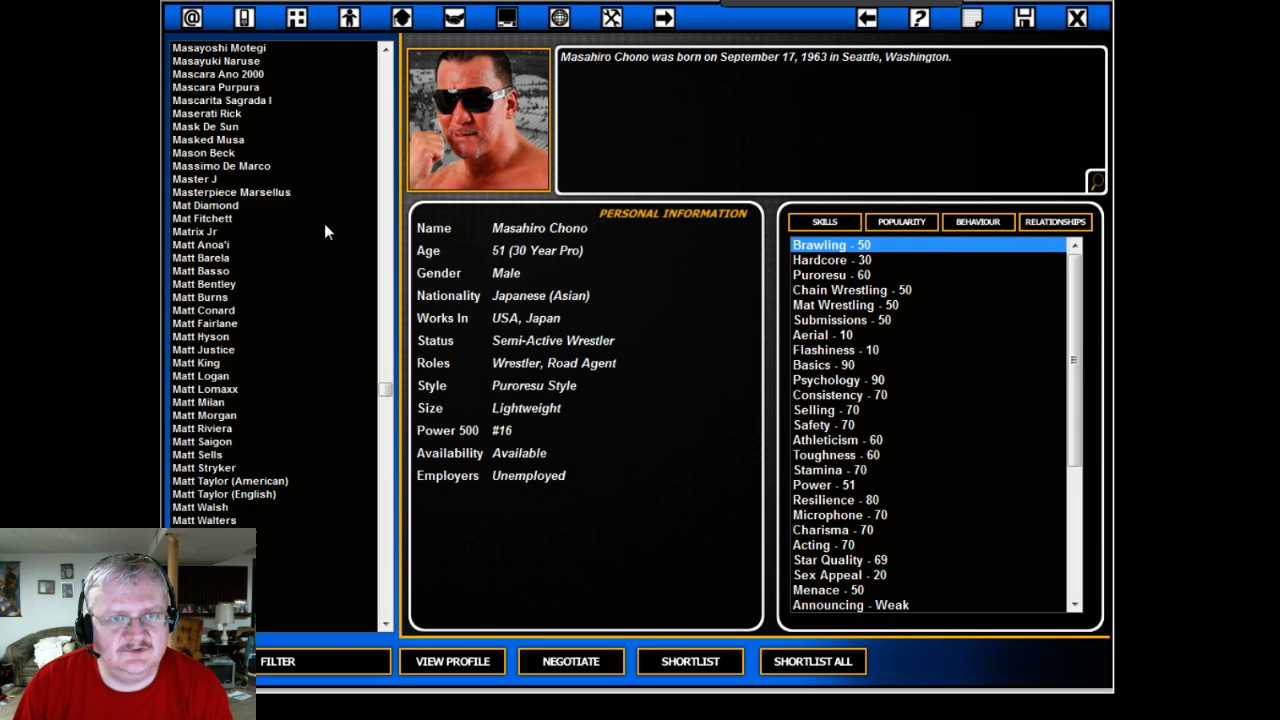 Masayoshi Motegi
Masayuki Naruse
Mascara Ano 2000
Mascara Purpura
Mascarita Sagrada I
Maserati Rick
Mask De Sun
Masked Musa
Mason Beck
Massimo De Marco
Master J
Masterpiece Marsellus
Mat Diamond
Mat Fitchett
Matrix Jr
Matt Anoa'i
Matt Barela
Matt Basso
Matt Bentley
Matt Burns
Matt Conard
Matt Fairlane
Matt Hyson
Matt Justice
Matt King
Matt Logan
Matt Lomaxx
Matt Milan
Matt Morgan
Matt Riviera
Matt Saigon
Matt Sells
Matt Stryker
Matt Taylor (American)
Matt Taylor (English)
Matt Walsh
Matt Walters
FILTER
Masahiro Chono was born on September 17, 1963 in Seattle, Washington.
PERSONAL INFORMATION
Name Masahiro Chono
Age 51 (30 Year Pro)
Gender Male
Nationality Japanese (Asian)
Works In USA, Japan
Status Semi-Active Wrestler
Roles Wrestler, Road Agent
Style Puroresu Style
Size Lightweight
Power 500 #16
Availability Available
Employers Unemployed
SKILLS POPULARITY BEHAVIOUR RELATIONSHIPS
Brawling - 50
Hardcore - 30
Puroresu - 60
Chain Wrestling - 50
Mat Wrestling - 50
Submissions - 50
Aerial - 10
Flashiness - 10
Basics - 90
Psychology - 90
Consistency - 70
Selling - 70
Safety - 70
Athleticism - 60
Toughness - 60
Stamina - 70
Power - 51
Resilience - 80
Microphone - 70
Charisma - 70
Acting - 70
Star Quality - 69
Sex Appeal - 20
Menace - 50
Announcing - Weak
VIEW PROFILE NEGOTIATE SHORTLIST SHORTLIST ALL